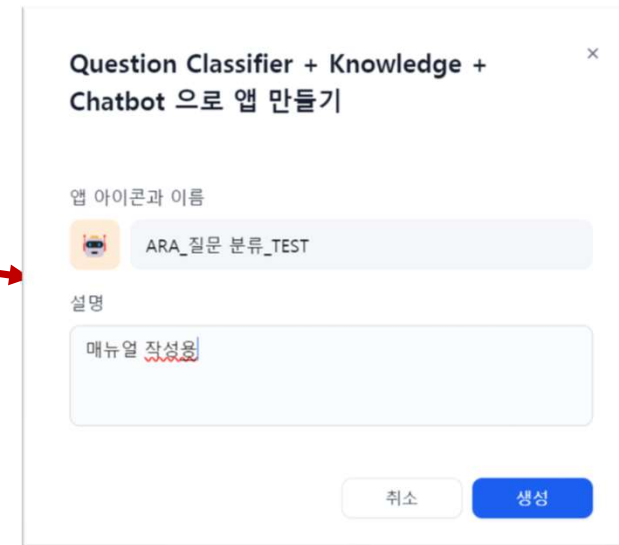 Question Classifier + Knowledge +
Chatbot 으로 앱 만들기
×
앱 아이콘과 이름
ARA_질문 분류_TEST
설명
매뉴얼 작성용
취소
생성